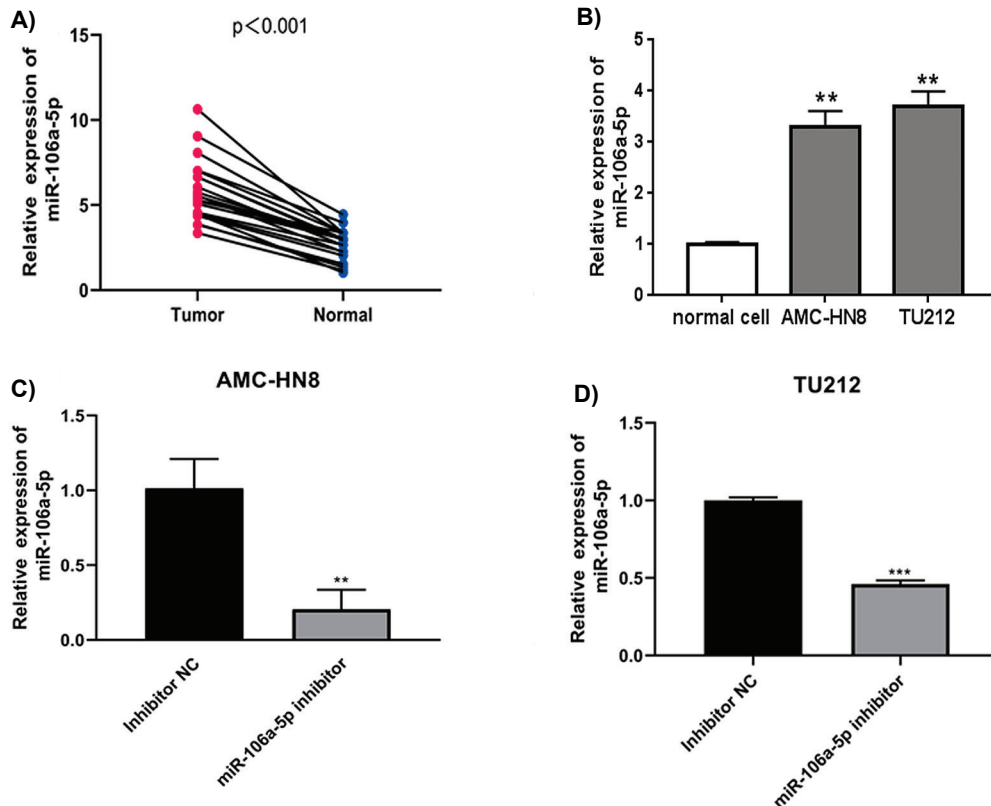 A)
p<0.001
Relative expression of
miR-106a-5p
15
10
5
0
Tumor Normal
B)
Relative expression of
miR-106a-5p
5
4
3
2
1
0
** **
normal cell AMC-HN8 TU212
C)
AMC-HN8
Relative expression of
miR-106a-5p
1.5
1.0
0.5
0.0
**
Inhibitor NC
miR-106a-5p inhibitor
D)
TU212
Relative expression of
miR-106a-5p
1.5
1.0
0.5
0.0
***
Inhibitor NC
miR-106a-5p inhibitor